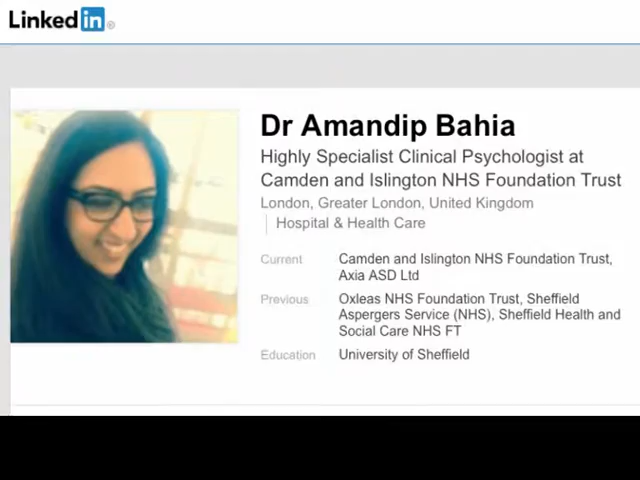 Linked in®
Dr Amandip Bahia
Highly Specialist Clinical Psychologist at
Camden and Islington NHS Foundation Trust
London, Greater London, United Kingdom
Hospital & Health Care
Current Camden and Islington NHS Foundation Trust,
Axia ASD Ltd
Previous Oxleas NHS Foundation Trust, Sheffield
Aspergers Service (NHS), Sheffield Health and
Social Care NHS FT
Education University of Sheffield